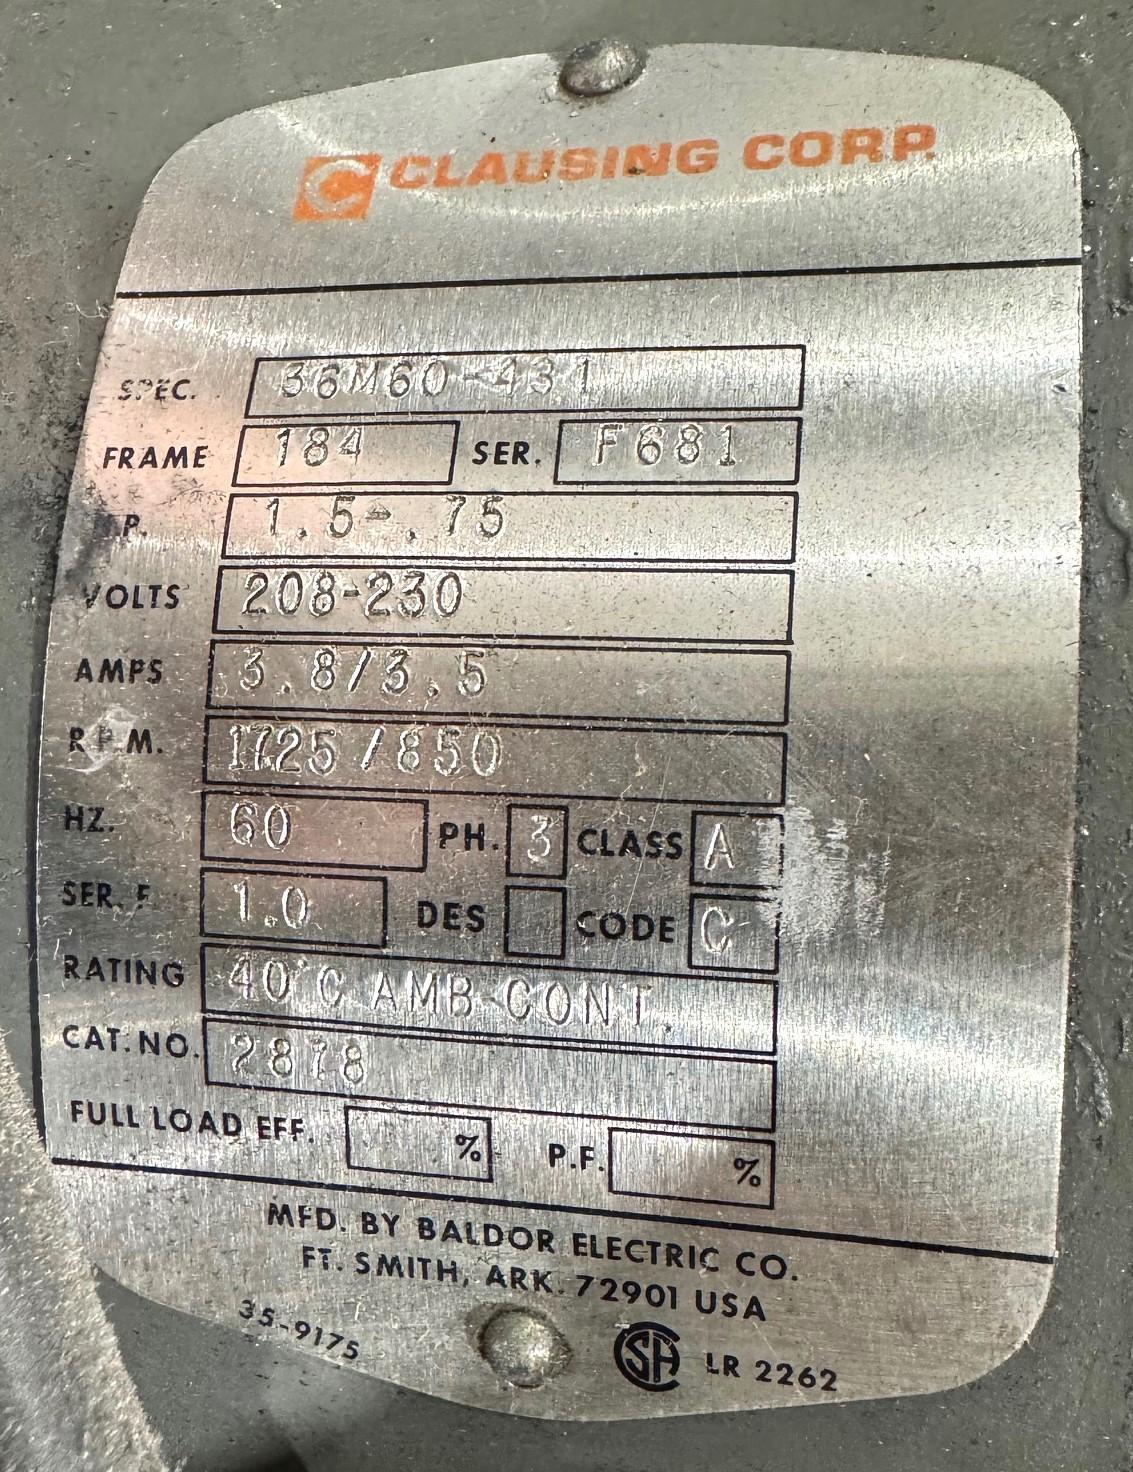 CLAUSING CORP.
SPEC. 36M60-431
FRAME 184 SER. F681
P. 1.5-.75
VOLTS 208-230
AMPS 3.8/3.5
R.P.M. 1725/850
HZ. 60 PH. 3 CLASS A
SER. F. 1.0 DES CODE C
RATING 40°C AMB-CONT
CAT. NO. 2878
FULL LOAD EFF. % P.F. %
MFD. BY BALDOR ELECTRIC CO.
FT. SMITH, ARK. 72901 USA
35-9175 SA LR 2262